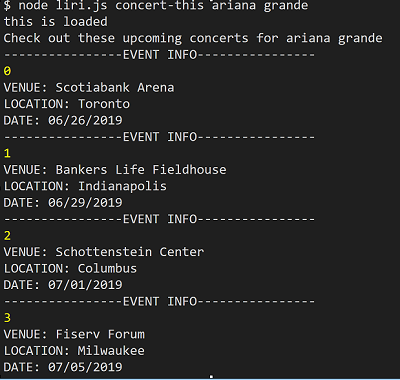 $ node liri.js concert-this ariana grande
this is loaded
Check out these upcoming concerts for ariana grande
----------------EVENT INFO----------------
0
VENUE: Scotiabank Arena
LOCATION: Toronto
DATE: 06/26/2019
----------------EVENT INFO----------------
1
VENUE: Bankers Life Fieldhouse
LOCATION: Indianapolis
DATE: 06/29/2019
----------------EVENT INFO----------------
2
VENUE: Schottenstein Center
LOCATION: Columbus
DATE: 07/01/2019
----------------EVENT INFO----------------
3
VENUE: Fiserv Forum
LOCATION: Milwaukee
DATE: 07/05/2019